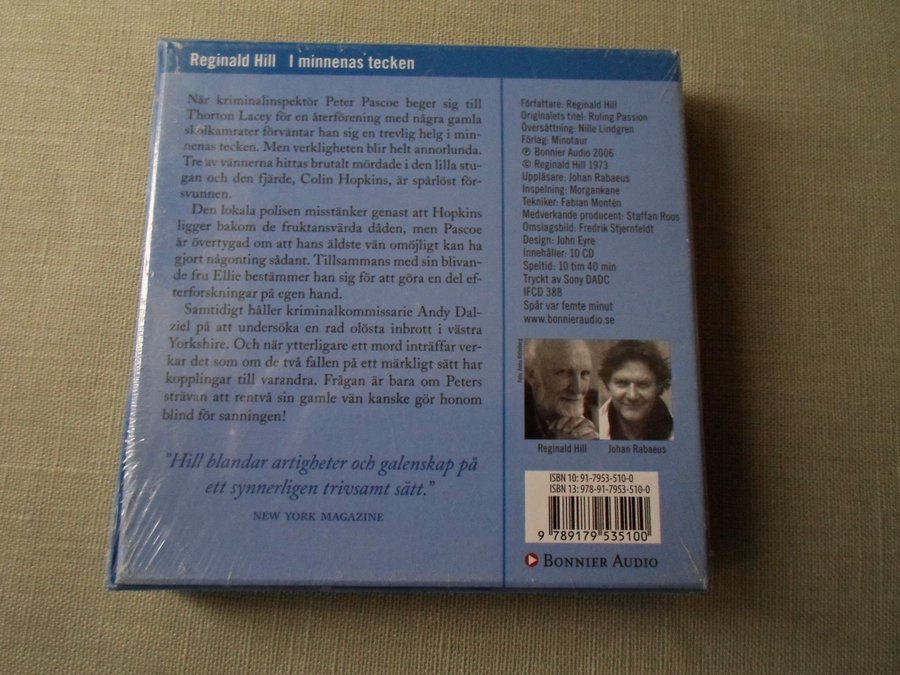 Reginald Hill I minnenas tecken
När kriminalinspektör Peter Pascoe beger sig till
Thorton Lacey för en återförening med några gamla
skolkamrater förväntar han sig en trevlig helg i min-
nenas tecken. Men verkligheten blir helt annorlunda.
Tre av vännerna hittas brutalt mördade i den lilla stu-
gan och den fjärde, Colin Hopkins, är spårlöst för-
svunnen.
Den lokala polisen misstänker genast att Hopkins
ligger bakom de fruktansvärda dåden, men Pascoe
är övertygad om att hans äldste vän omöjligt kan ha
gjort någonting sådant. Tillsammans med sin blivan-
de fru Ellie bestämmer han sig för att göra en del ef-
terforskningar på egen hand.
Samtidigt håller kriminalkommissarie Andy Dal-
ziel på att undersöka en rad olösta inbrott i västra
Yorkshire. Och när ytterligare ett mord inträffar ver-
kar det som om de två fallen på ett märkligt sätt har
kopplingar till varandra. Frågan är bara om Peters
strävan att rentvå sin gamle vän kanske gör honom
blind för sanningen!
"Hill blandar artigheter och galenskap på
ett synnerligen trivsamt sätt."
NEW YORK MAGAZINE
Författare: Reginald Hill
Originalets titel: Ruling Passion
Översättning: Nille Lindgren
Förlag: Minotaur
℗ Bonnier Audio 2006
© Reginald Hill 1973
Uppläsare: Johan Rabaeus
Inspelning: Morgankane
Tekniker: Fabian Montén
Medverkande producent: Staffan Roos
Omslagsbild: Fredrik Stjernfeldt
Design: John Eyre
Innehåller: 10 CD
Speltid: 10 tim 40 min
Tryckt av Sony DADC
IFCD 388
Spår var femte minut
www.bonnieraudio.se
Reginald Hill Johan Rabaeus
ISBN 10: 91-7953-510-0
ISBN 13: 978-91-7953-510-0
9 789179 535100
BONNIER AUDIO